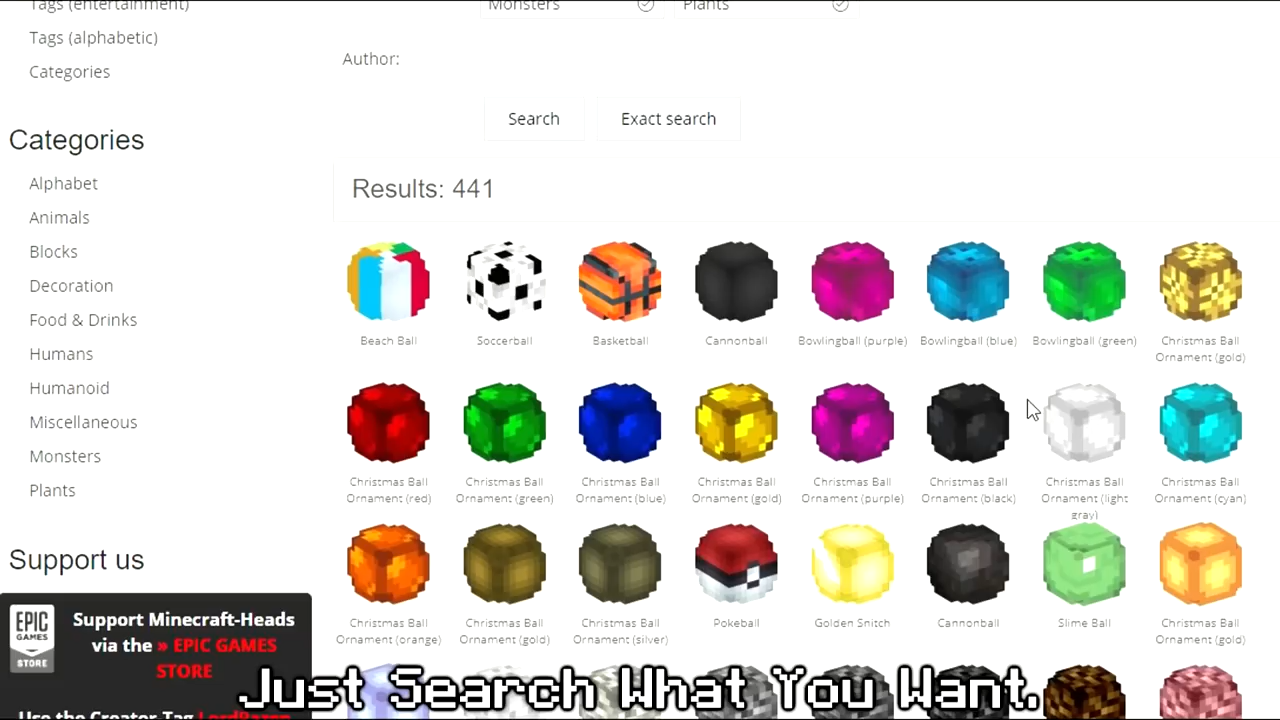 Tags (entertainment)
Monsters
Plants
Tags (alphabetic)
Categories
Author:
Search
Exact search
Categories
Alphabet
Animals
Blocks
Decoration
Food & Drinks
Humans
Humanoid
Miscellaneous
Monsters
Plants
Results: 441
Beach Ball
Soccerball
Basketball
Cannonball
Bowlingball (purple)
Bowlingball (blue)
Bowlingball (green)
Christmas Ball
Ornament (gold)
Christmas Ball
Ornament (red)
Christmas Ball
Ornament (green)
Christmas Ball
Ornament (blue)
Christmas Ball
Ornament (gold)
Christmas Ball
Ornament (purple)
Christmas Ball
Ornament (black)
Christmas Ball
Ornament (light
gray)
Christmas Ball
Ornament (cyan)
Christmas Ball
Ornament (orange)
Christmas Ball
Ornament (gold)
Christmas Ball
Ornament (silver)
Pokeball
Golden Snitch
Cannonball
Slime Ball
Christmas Ball
Ornament (gold)
Support us
EPIC
GAMES
STORE
Support Minecraft-Heads
via the » EPIC GAMES
STORE
Use the Creator-Tag
Just Search What You Want.